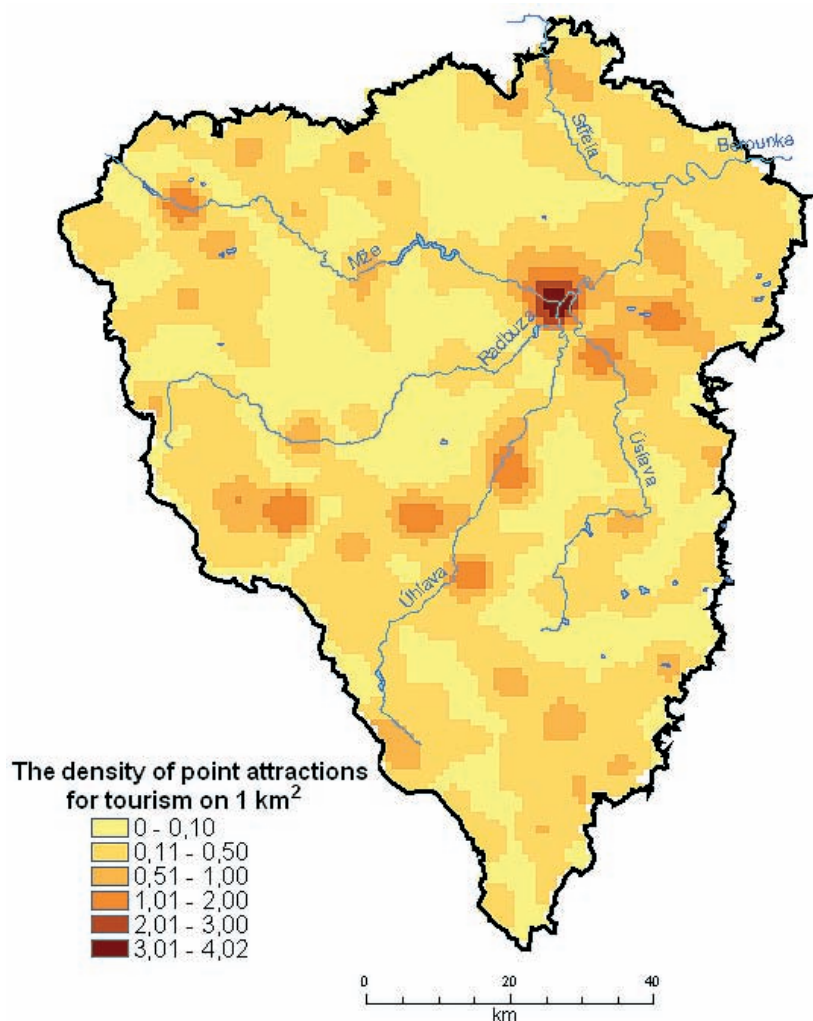 Střela
Berounka
Mže
Radbuza
Úslava
Úhlava
The density of point attractions
for tourism on 1 km²
0 - 0,10
0,11 - 0,50
0,51 - 1,00
1,01 - 2,00
2,01 - 3,00
3,01 - 4,02
0 20 40
km